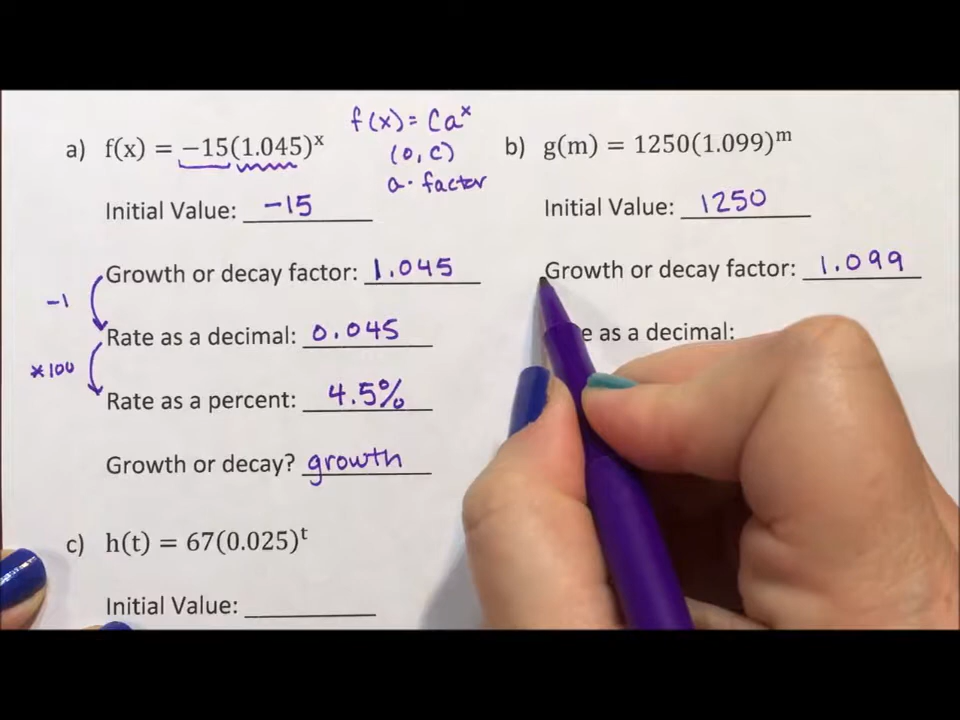 a) f(x) = −15(1.045)ˣ
f(x) = Caˣ
(0, C)
a · factor
Initial Value: -15
Growth or decay factor: 1.045
-1
Rate as a decimal: 0.045
*100
Rate as a percent: 4.5%
Growth or decay? growth
c) h(t) = 67(0.025)ᵗ
Initial Value:
b) g(m) = 1250(1.099)ᵐ
Initial Value: 1250
Growth or decay factor: 1.099
e as a decimal: